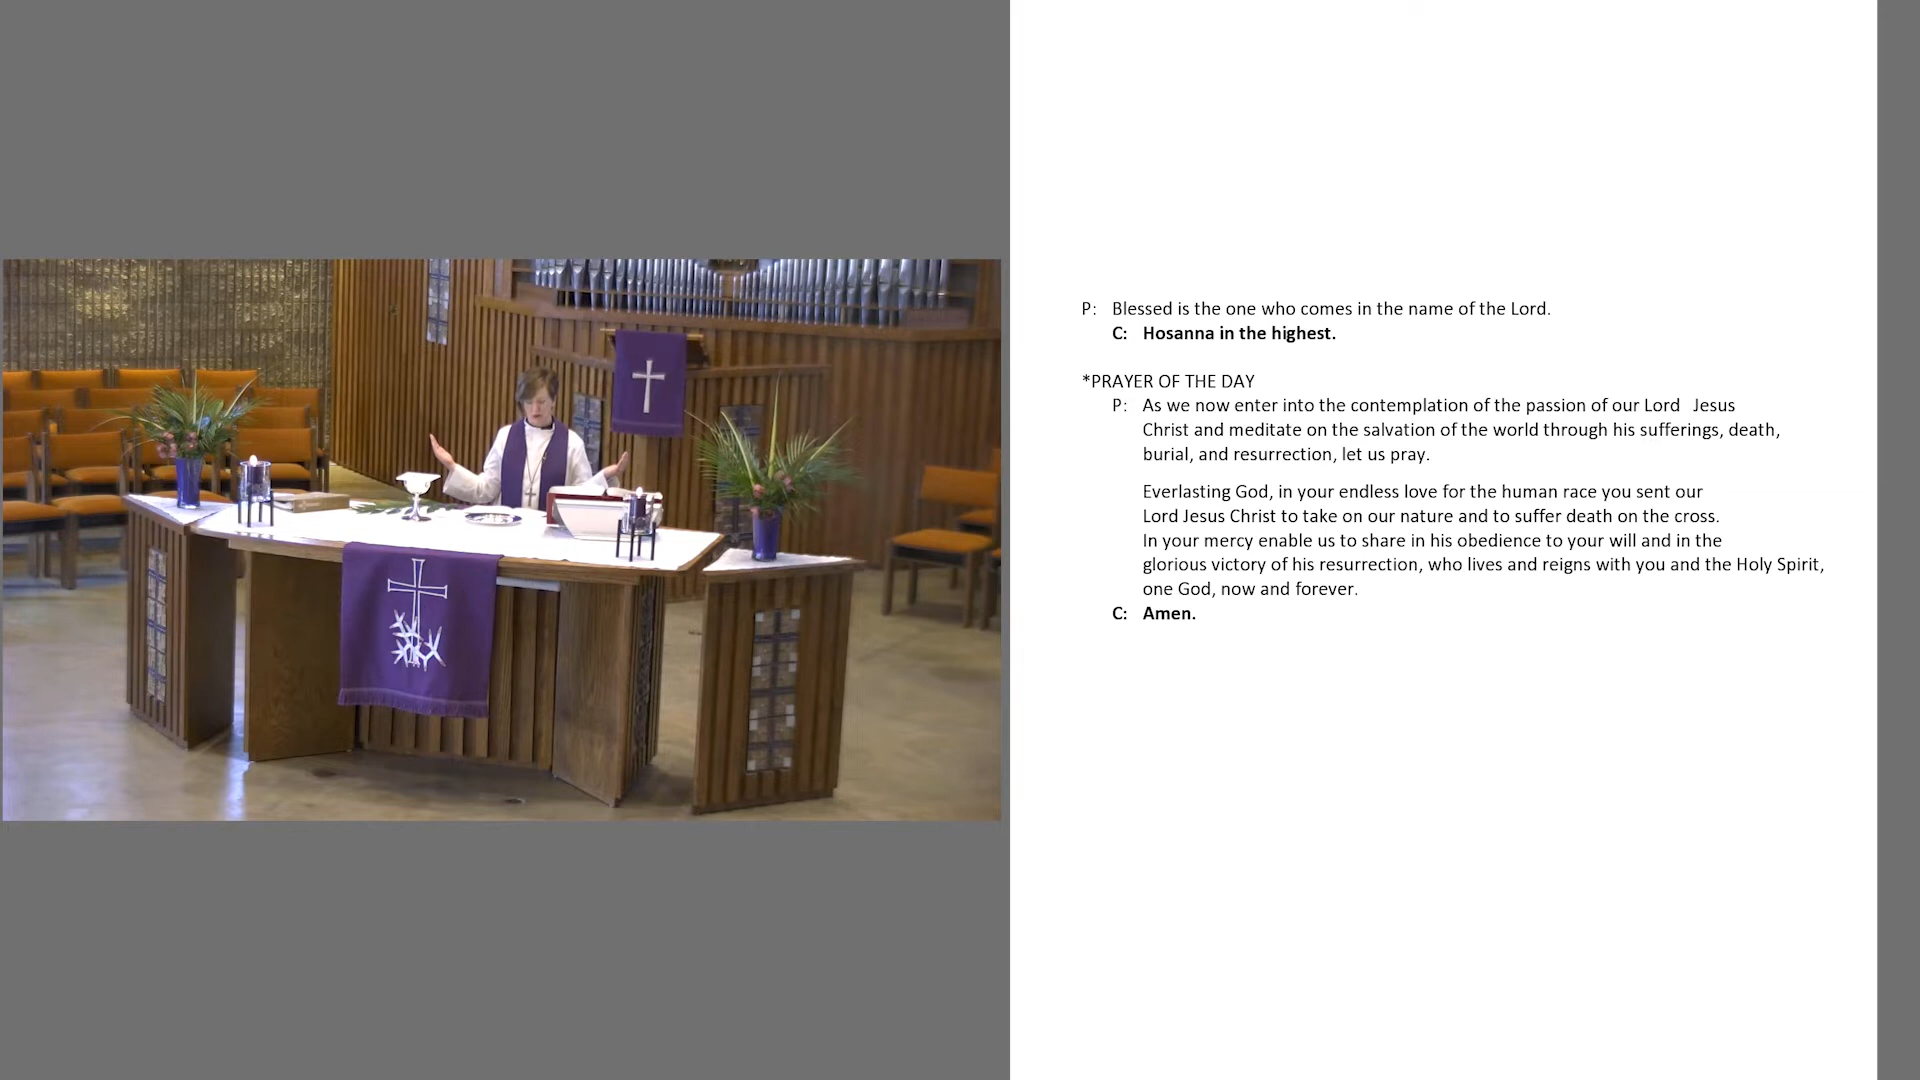 P: Blessed is the one who comes in the name of the Lord.
C: Hosanna in the highest.
*PRAYER OF THE DAY
P: As we now enter into the contemplation of the passion of our Lord Jesus
Christ and meditate on the salvation of the world through his sufferings, death,
burial, and resurrection, let us pray.
Everlasting God, in your endless love for the human race you sent our
Lord Jesus Christ to take on our nature and to suffer death on the cross.
In your mercy enable us to share in his obedience to your will and in the
glorious victory of his resurrection, who lives and reigns with you and the Holy Spirit,
one God, now and forever.
C: Amen.